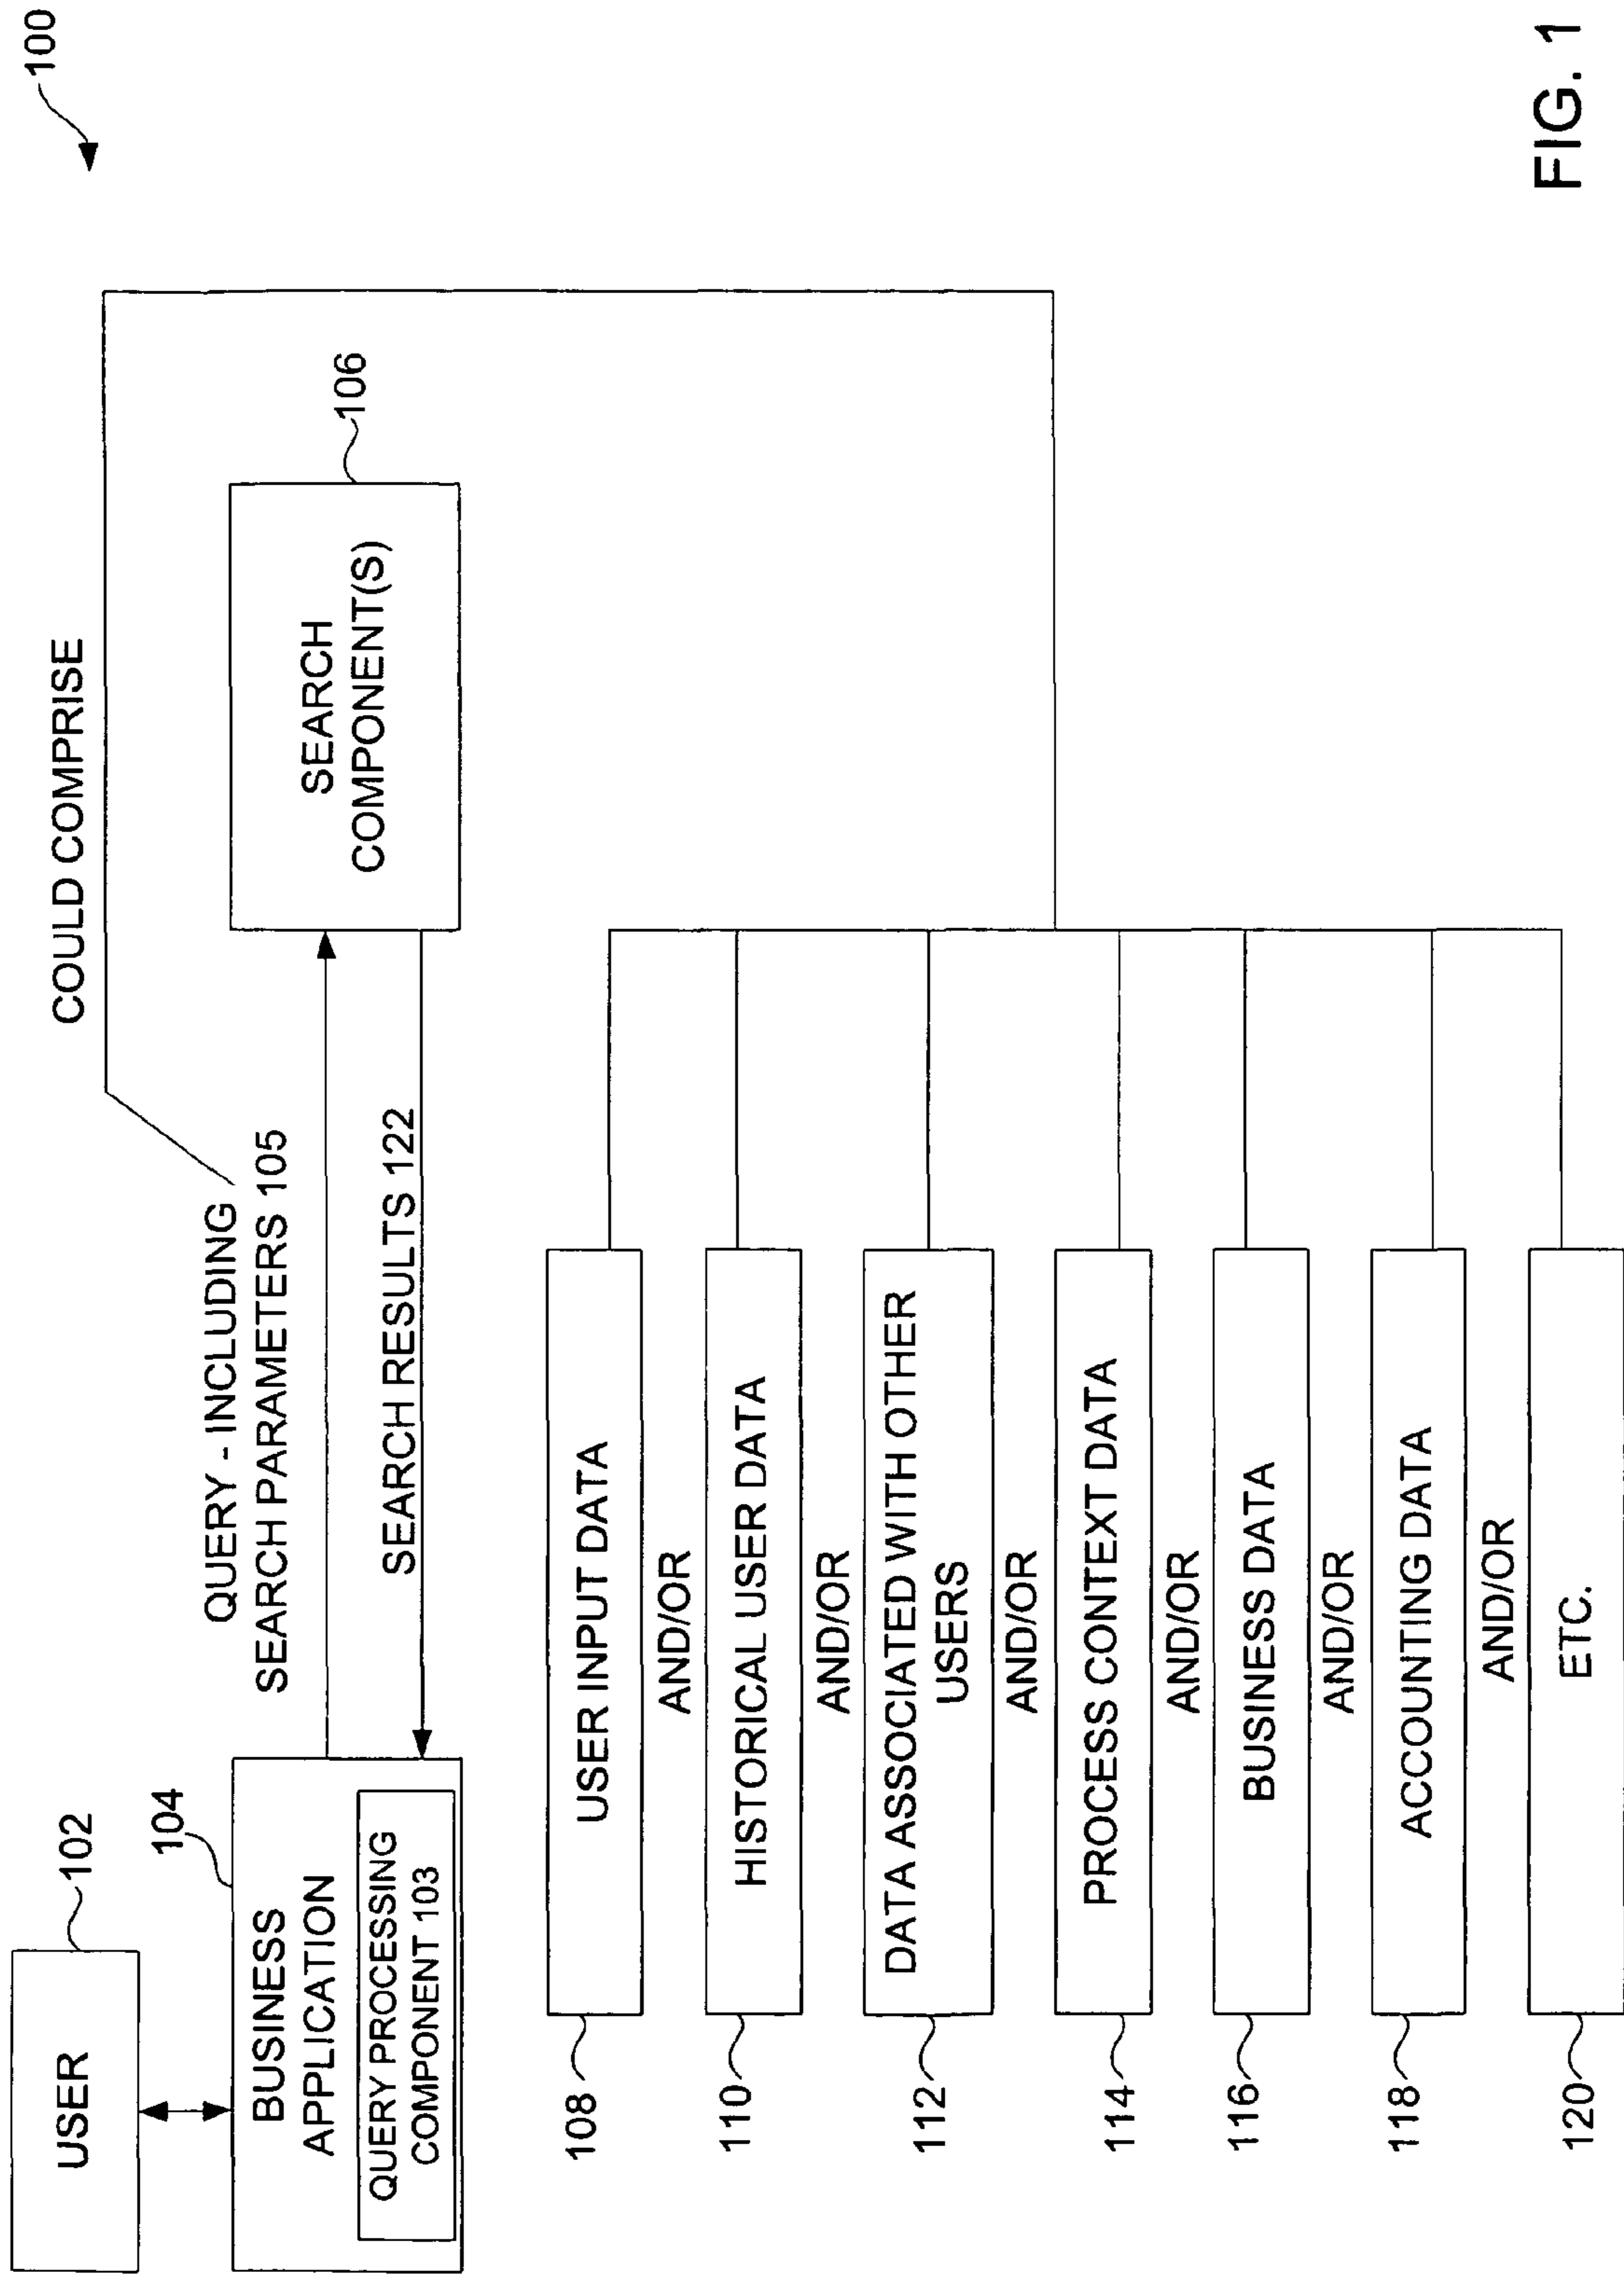 100
USER
102
104
BUSINESS
APPLICATION
QUERY PROCESSING
COMPONENT 103
QUERY - INCLUDING
SEARCH PARAMETERS 105
SEARCH RESULTS 122
COULD COMPRISE
SEARCH
COMPONENT(S)
106
108
USER INPUT DATA
AND/OR
110
HISTORICAL USER DATA
AND/OR
112
DATA ASSOCIATED WITH OTHER
USERS
AND/OR
114
PROCESS CONTEXT DATA
AND/OR
116
BUSINESS DATA
AND/OR
118
ACCOUNTING DATA
AND/OR
120
ETC.
FIG. 1